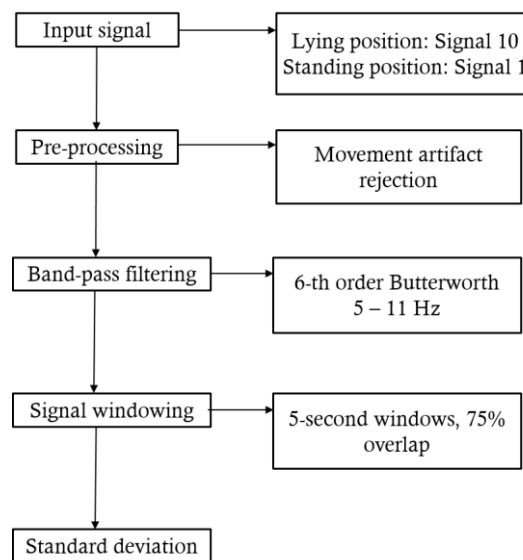 Input signal
Lying position: Signal 10
Standing position: Signal 1
Pre-processing
Movement artifact
rejection
Band-pass filtering
6-th order Butterworth
5 – 11 Hz
Signal windowing
5-second windows, 75%
overlap
Standard deviation